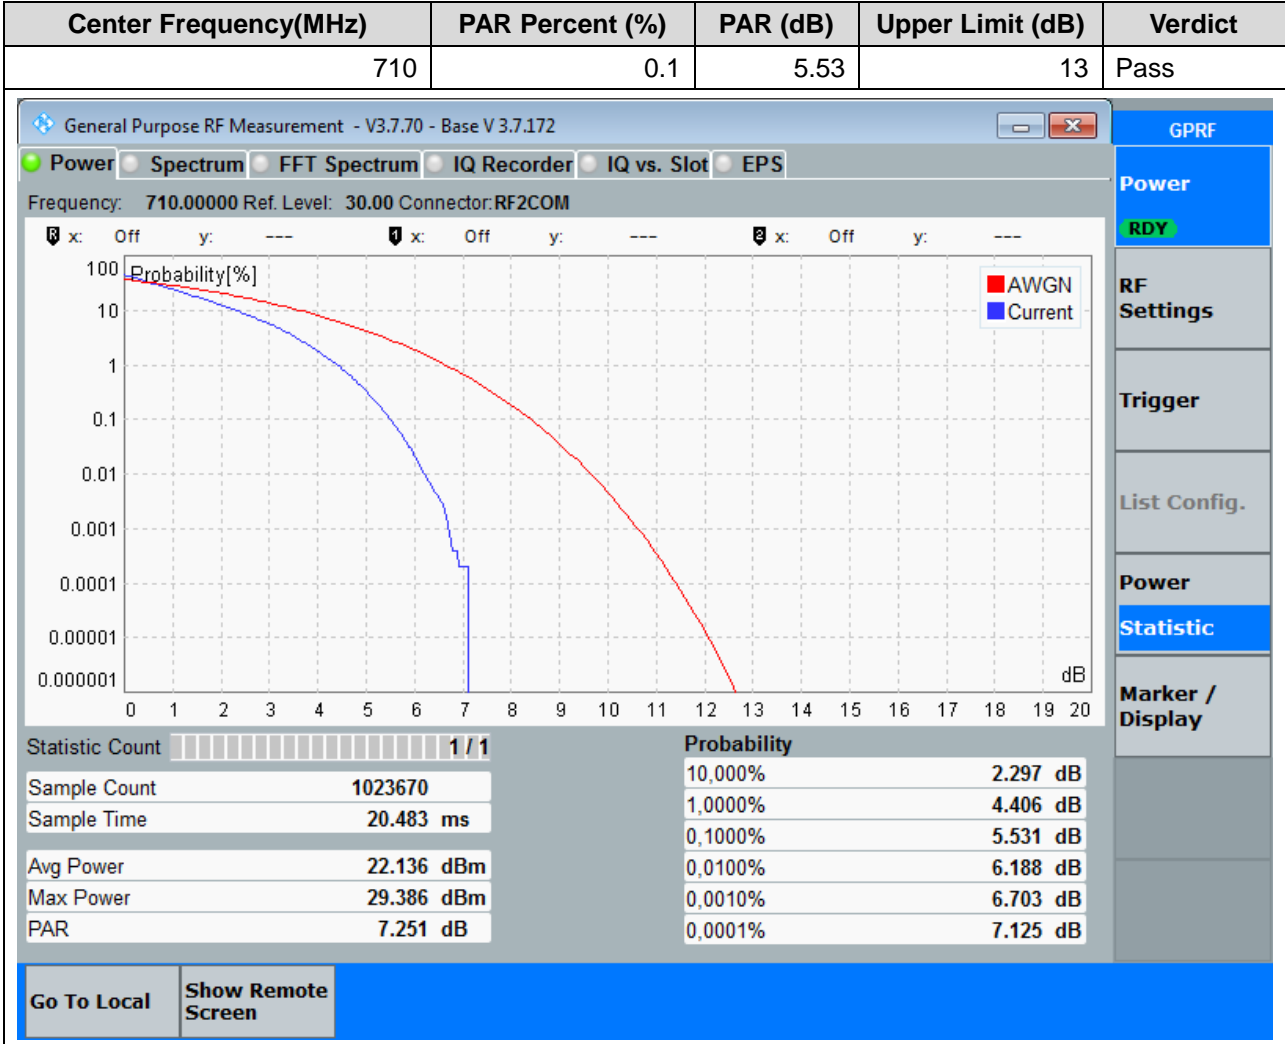 Center Frequency(MHz) PAR Percent (%) PAR (dB) Upper Limit (dB) Verdict
710 0.1 5.53 13 Pass
General Purpose RF Measurement - V3.7.70 - Base V 3.7.172
GPRF
Power Spectrum FFT Spectrum IQ Recorder IQ vs. Slot EPS
Frequency: 710.00000 Ref. Level: 30.00 Connector: RF2COM
R x: Off y: --- 1 x: Off y: --- 2 x: Off y: ---
Probability[%]
100
10
1
0.1
0.01
0.001
0.0001
0.00001
0.000001
AWGN
Current
dB
0 1 2 3 4 5 6 7 8 9 10 11 12 13 14 15 16 17 18 19 20
Statistic Count 1 / 1
Sample Count 1023670
Sample Time 20.483 ms
Avg Power 22.136 dBm
Max Power 29.386 dBm
PAR 7.251 dB
Probability
10,000% 2.297 dB
1,0000% 4.406 dB
0,1000% 5.531 dB
0,0100% 6.188 dB
0,0010% 6.703 dB
0,0001% 7.125 dB
Power
RDY
RF
Settings
Trigger
List Config.
Power
Statistic
Marker /
Display
Go To Local
Show Remote
Screen